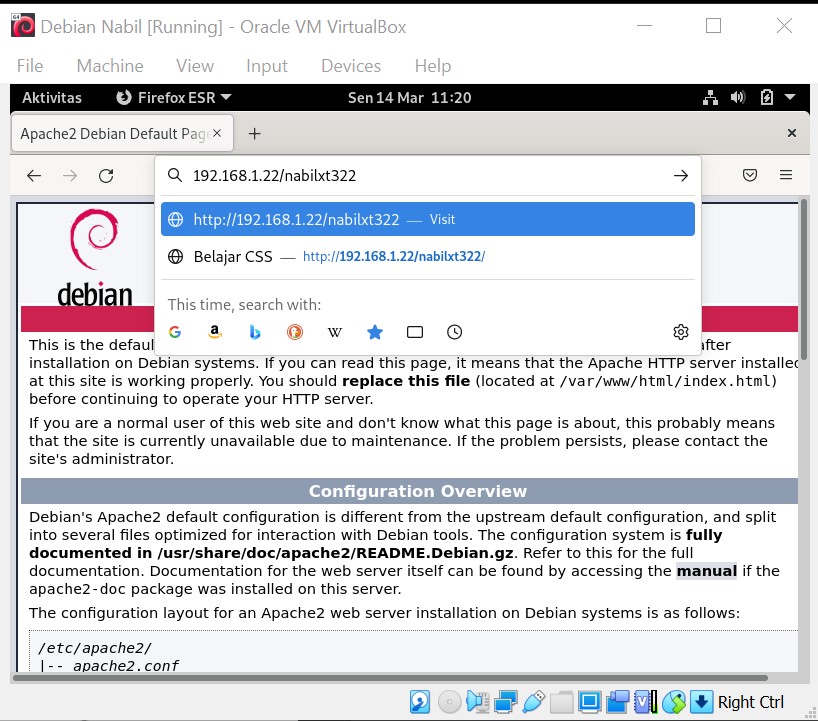 Debian Nabil [Running] - Oracle VM VirtualBox
File Machine View Input Devices Help
Aktivitas Firefox ESR Sen 14 Mar 11:20
Apache2 Debian Default Pag
192.168.1.22/nabilxt322
http://192.168.1.22/nabilxt322 — Visit
Belajar CSS — http://192.168.1.22/nabilxt322/
This time, search with:
debian
This is the defaul after
installation on Debian systems. If you can read this page, it means that the Apache HTTP server installed
at this site is working properly. You should replace this file (located at /var/www/html/index.html)
before continuing to operate your HTTP server.
If you are a normal user of this web site and don't know what this page is about, this probably means
that the site is currently unavailable due to maintenance. If the problem persists, please contact the
site's administrator.
Configuration Overview
Debian's Apache2 default configuration is different from the upstream default configuration, and split
into several files optimized for interaction with Debian tools. The configuration system is fully
documented in /usr/share/doc/apache2/README.Debian.gz. Refer to this for the full
documentation. Documentation for the web server itself can be found by accessing the manual if the
apache2-doc package was installed on this server.
The configuration layout for an Apache2 web server installation on Debian systems is as follows:
/etc/apache2/
|-- apache2.conf
Right Ctrl